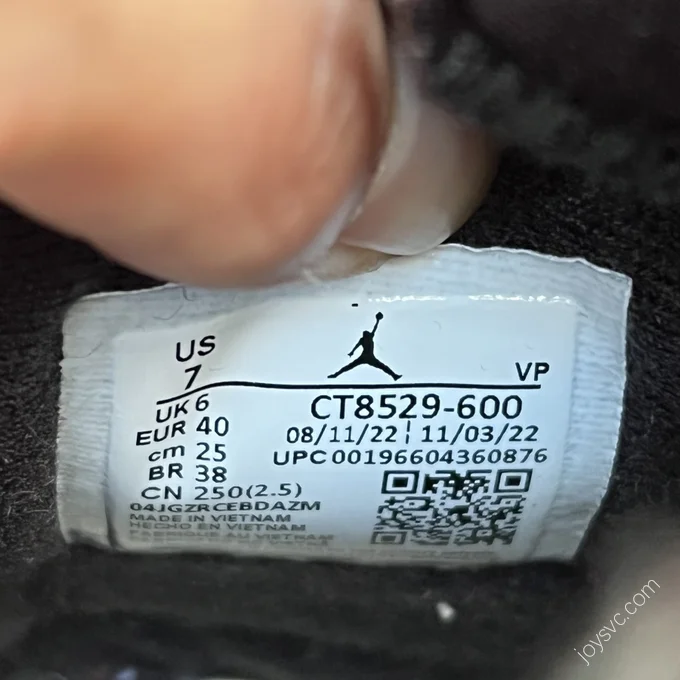 US
7
VP
UK 6
EUR 40
cm 25
BR 38
CN 250(2.5)
CT8529-600
08/11/22 | 11/03/22
UPC 00196604360876
04JGZRCEBDAZM
MADE IN VIETNAM
HECHO EN VIETNAM
FABRIQUE AU VIETNAM
joysvc.com